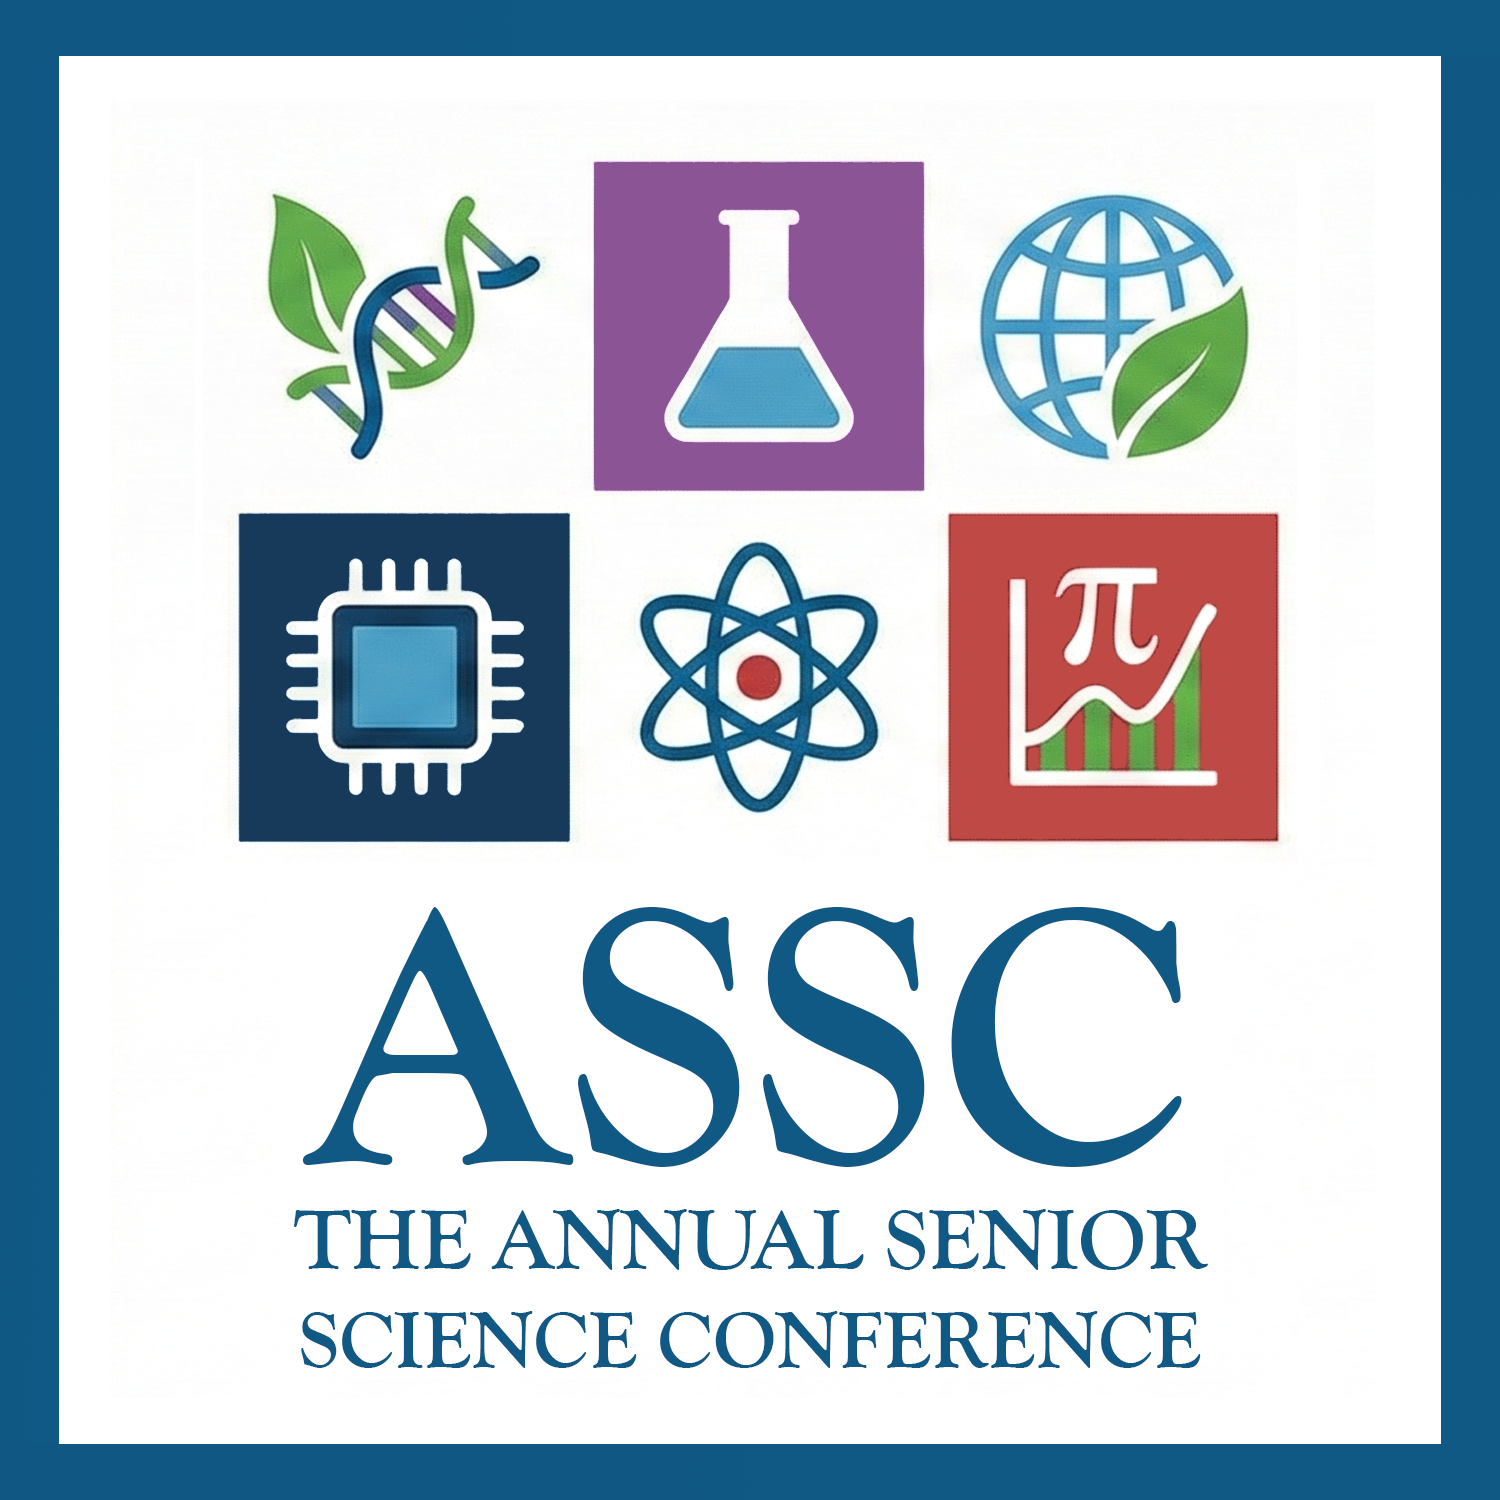 π
ASSC
THE ANNUAL SENIOR
SCIENCE CONFERENCE